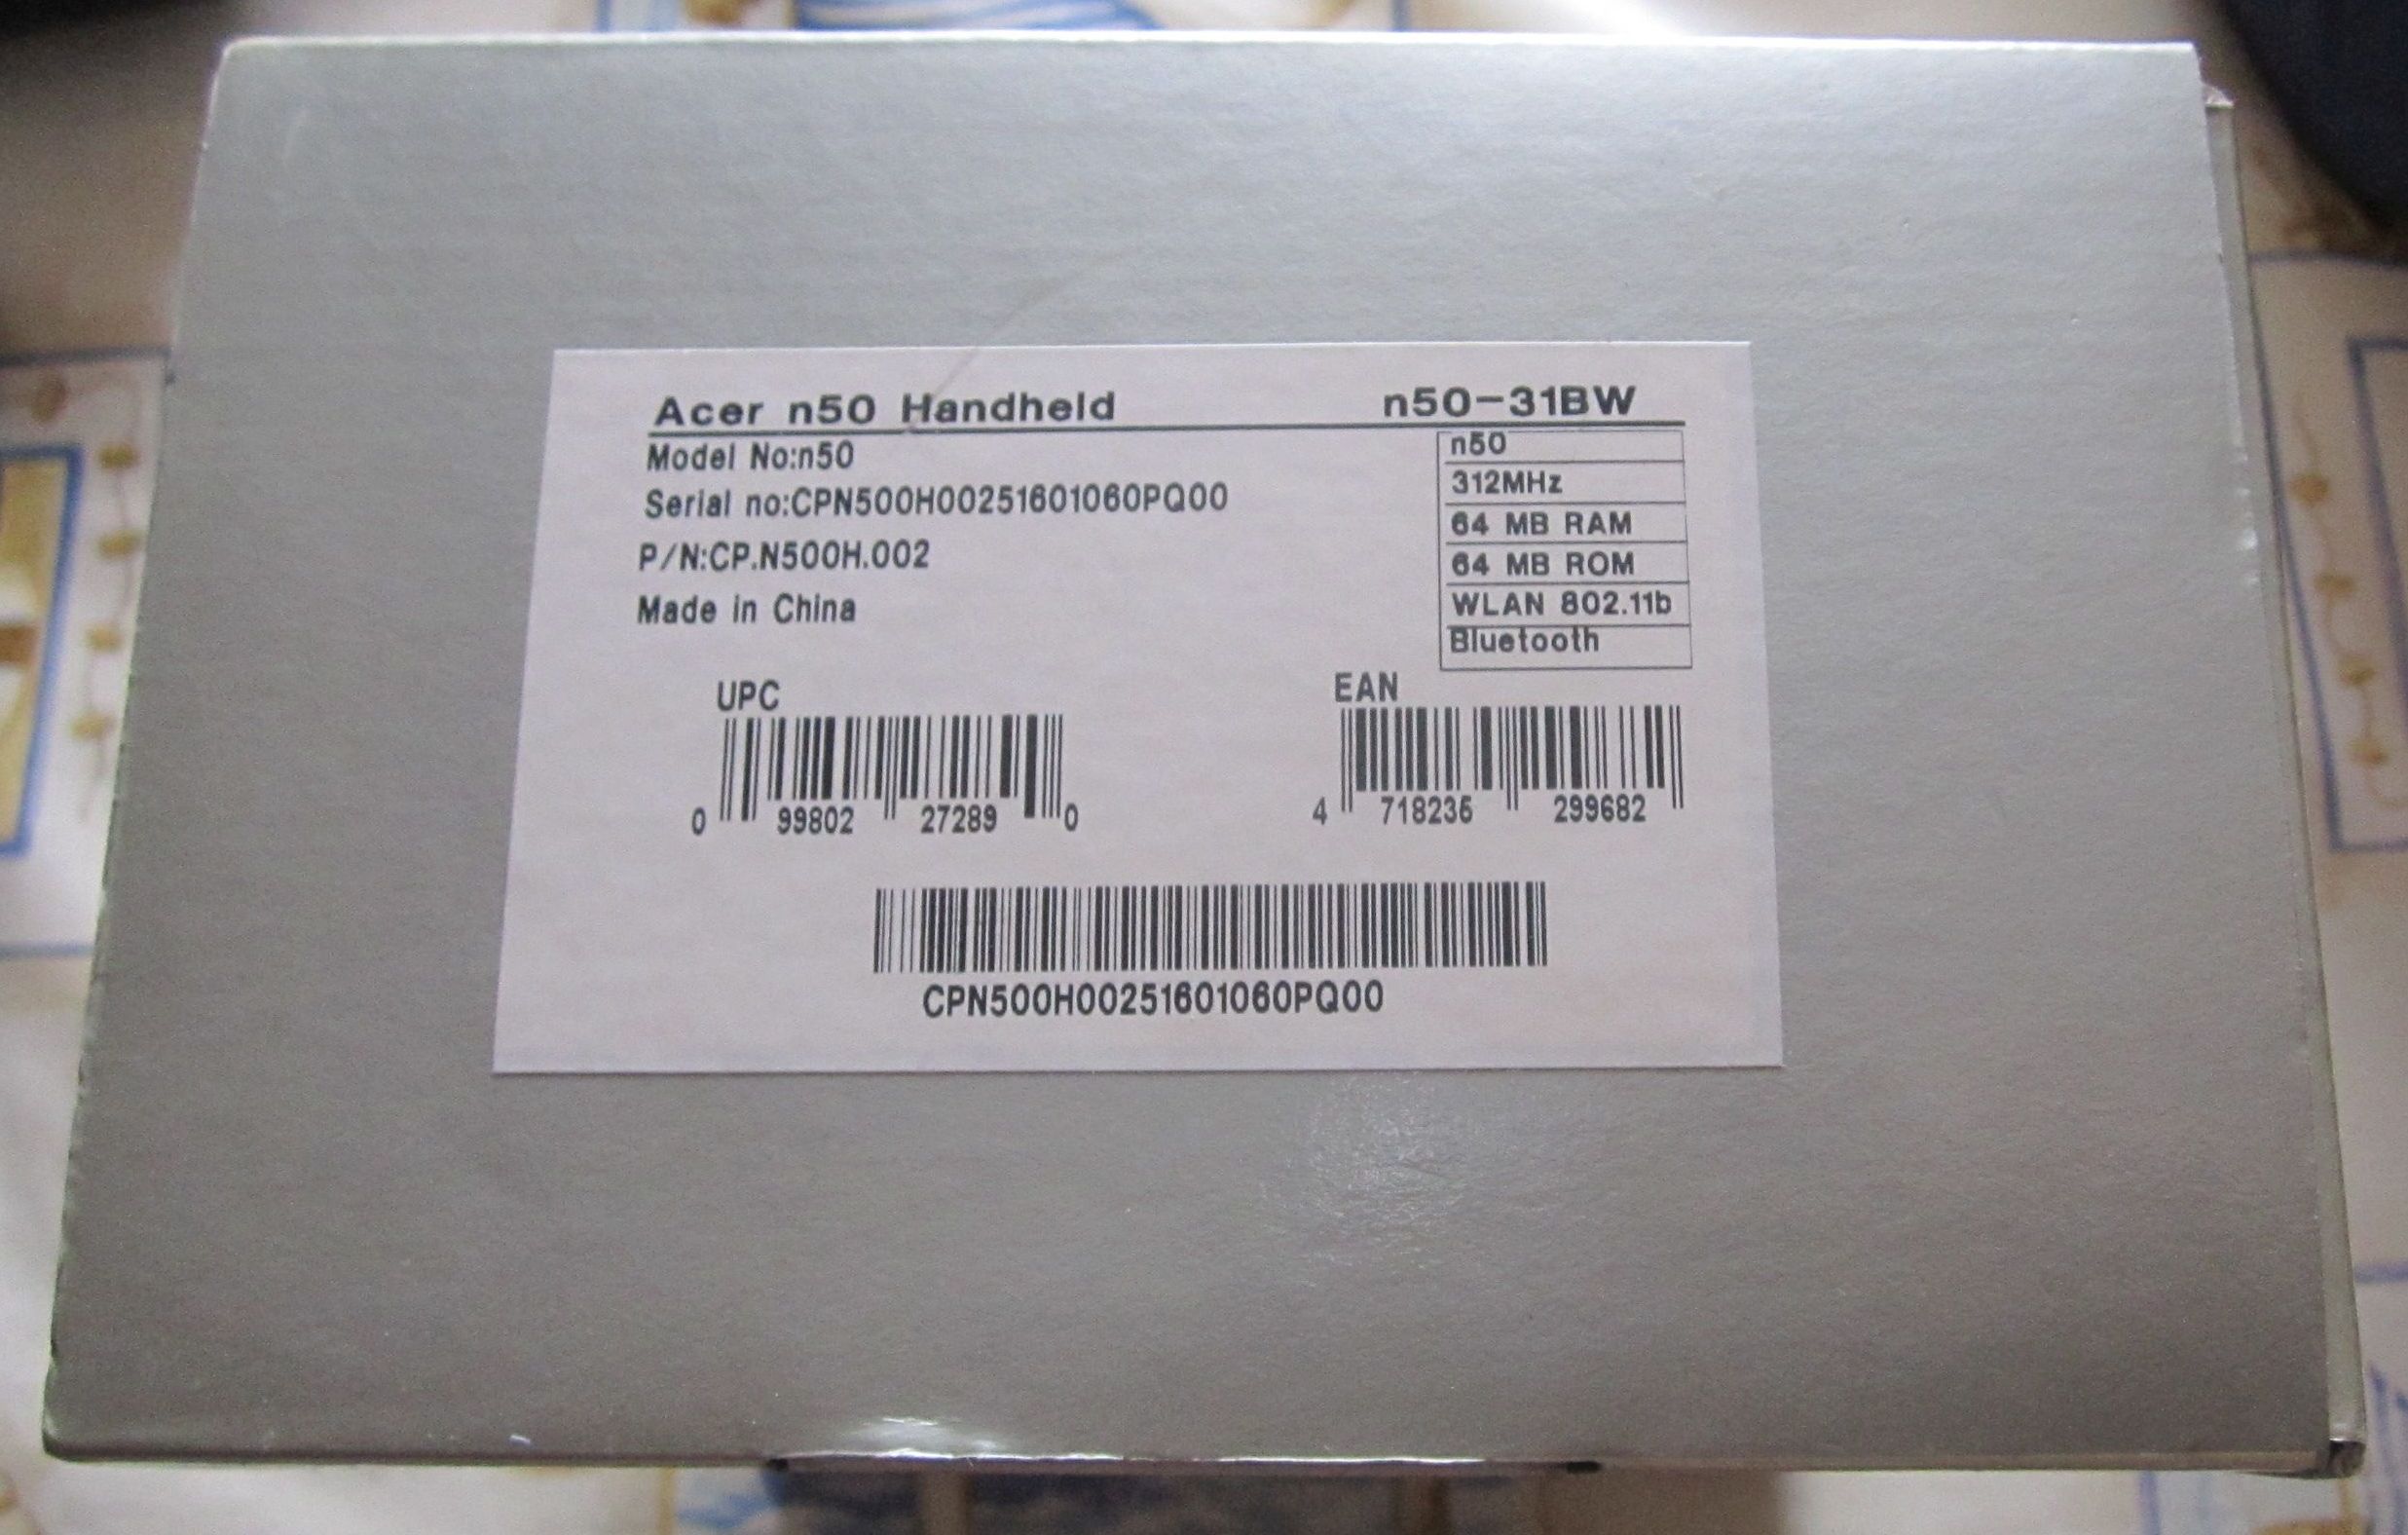 Acer n50 Handheld n50-31BW
Model No:n50
Serial no:CPN500H00251601060PQ00
P/N:CP.N500H.002
Made in China
n50
312MHz
64 MB RAM
64 MB ROM
WLAN 802.11b
Bluetooth
UPC
0 99802 27289 0
EAN
4 718235 299682
CPN500H00251601060PQ00